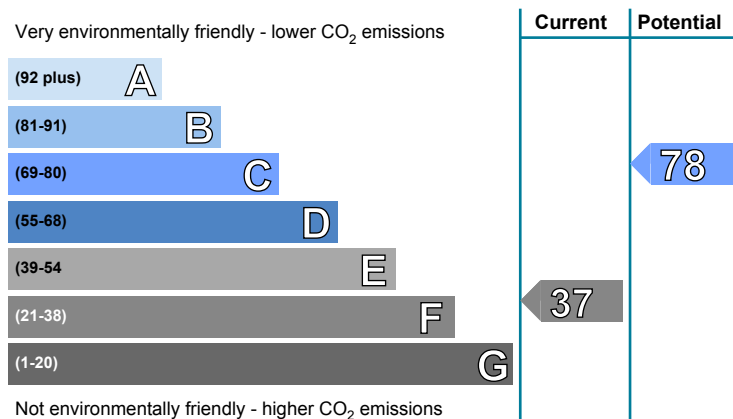 Current Potential
Very environmentally friendly - lower CO2 emissions
(92 plus) A
(81-91) B
(69-80) C 78
(55-68) D
(39-54 E
(21-38) F 37
(1-20) G
Not environmentally friendly - higher CO2 emissions